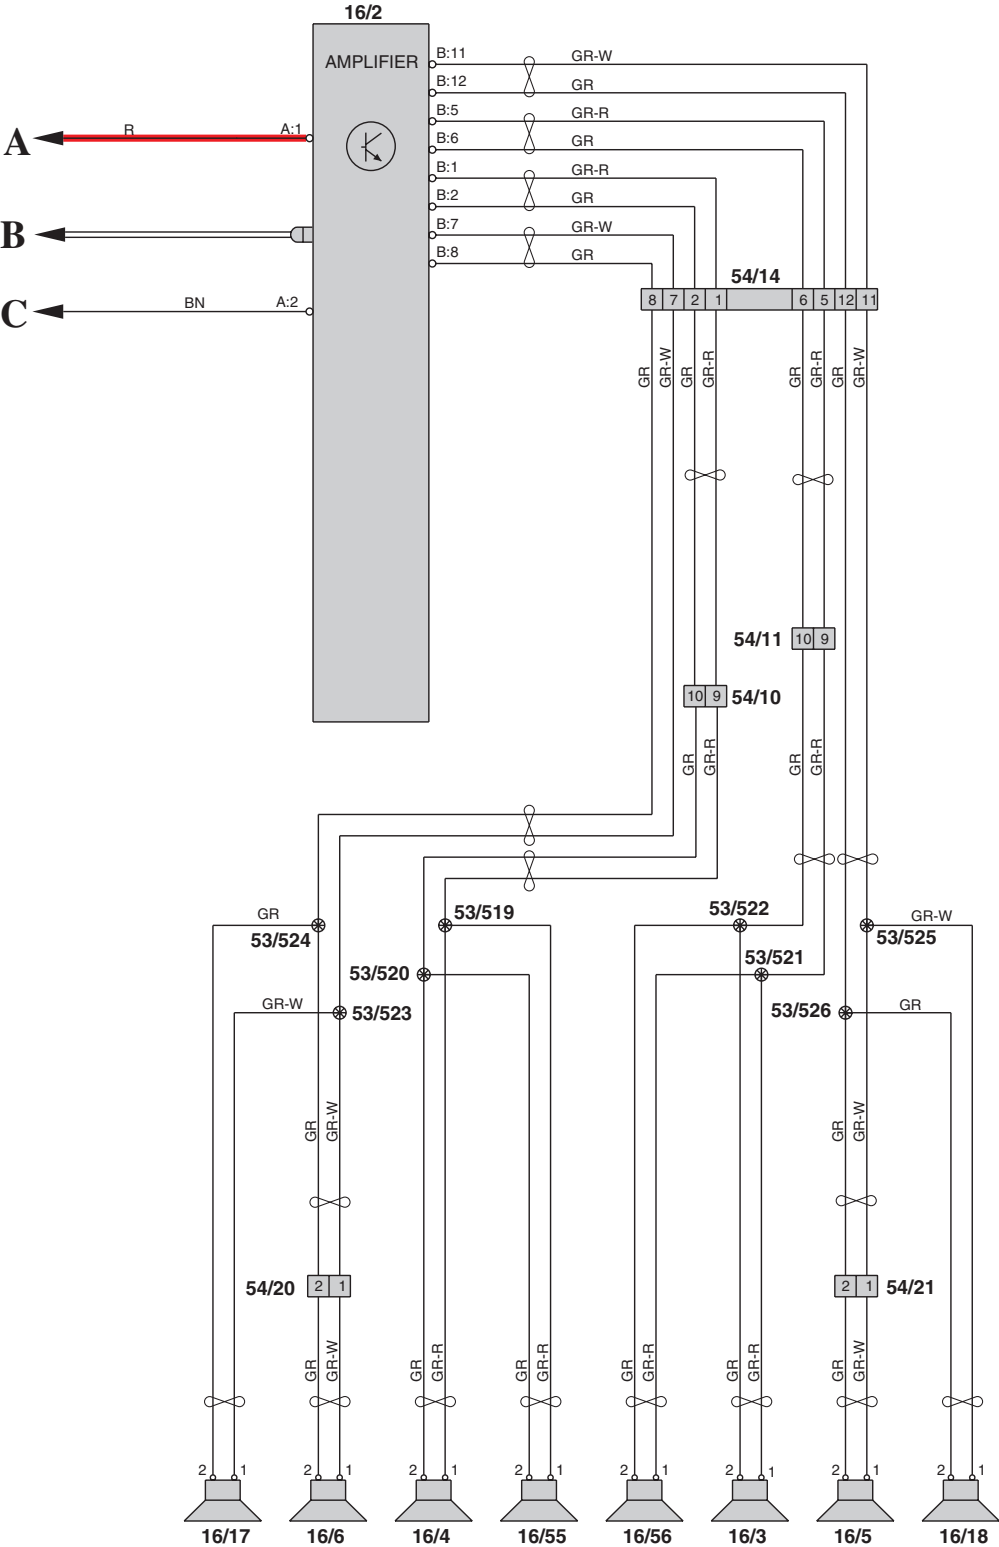 16/2
AMPLIFIER
B:11 GR-W
B:12 GR
B:5 GR-R
B:6 GR
B:1 GR-R
B:2 GR
B:7 GR-W
B:8 GR
A R A:1
B
C BN A:2
54/14
8 7 2 1 6 5 12 11
GR GR-W GR GR-R GR GR-R GR GR-W
54/11 10 9
10 9 54/10
GR GR-R GR GR-R
GR 53/524
53/519
53/522
53/525 GR-W
53/520
53/521
GR-W 53/523
53/526 GR
GR GR-W GR GR-W
54/20 2 1
2 1 54/21
GR GR-W GR GR-R GR GR-R GR GR-R GR GR-R GR GR-W
2 1 2 1 2 1 2 1 2 1 2 1 2 1 2 1
16/17 16/6 16/4 16/55 16/56 16/3 16/5 16/18